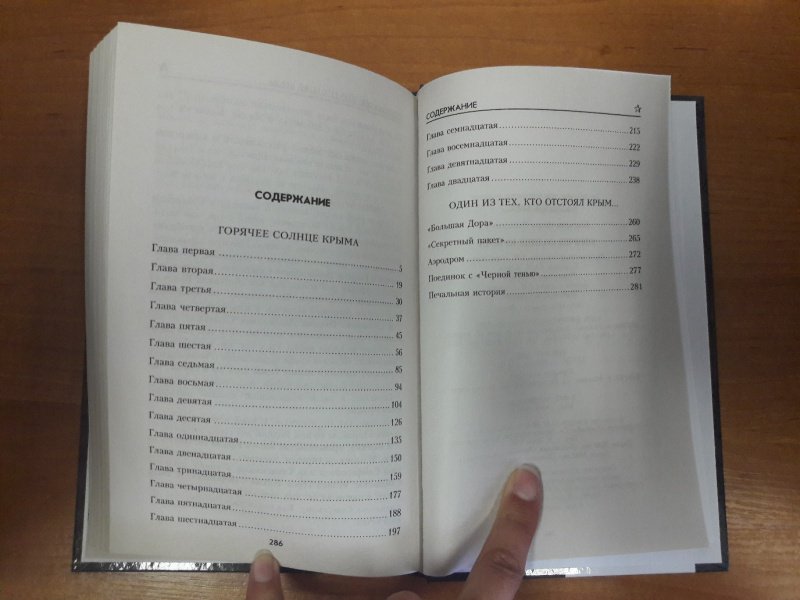 СОДЕРЖАНИЕ
ГОРЯЧЕЕ СОЛНЦЕ КРЫМА
Глава первая 5
Глава вторая 19
Глава третья 30
Глава четвертая 37
Глава пятая 45
Глава шестая 56
Глава седьмая 85
Глава восьмая 94
Глава девятая 104
Глава десятая 126
Глава одиннадцатая 135
Глава двенадцатая 150
Глава тринадцатая 159
Глава четырнадцатая 177
Глава пятнадцатая 188
Глава шестнадцатая 197
286
СОДЕРЖАНИЕ
Глава семнадцатая 215
Глава восемнадцатая 222
Глава девятнадцатая 229
Глава двадцатая 238
ОДИН ИЗ ТЕХ, КТО ОТСТОЯЛ КРЫМ...
«Большая Дора» 260
«Секретный пакет» 265
Аэродром 272
Поединок с «Черной тенью» 277
Печальная история 281